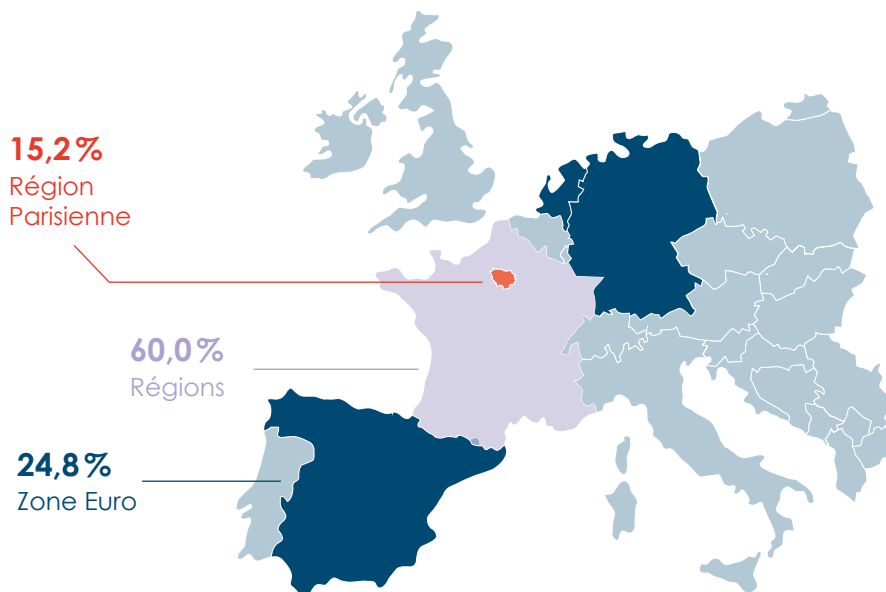 15,2 %
Région
Parisienne
60,0 %
Régions
24,8 %
Zone Euro